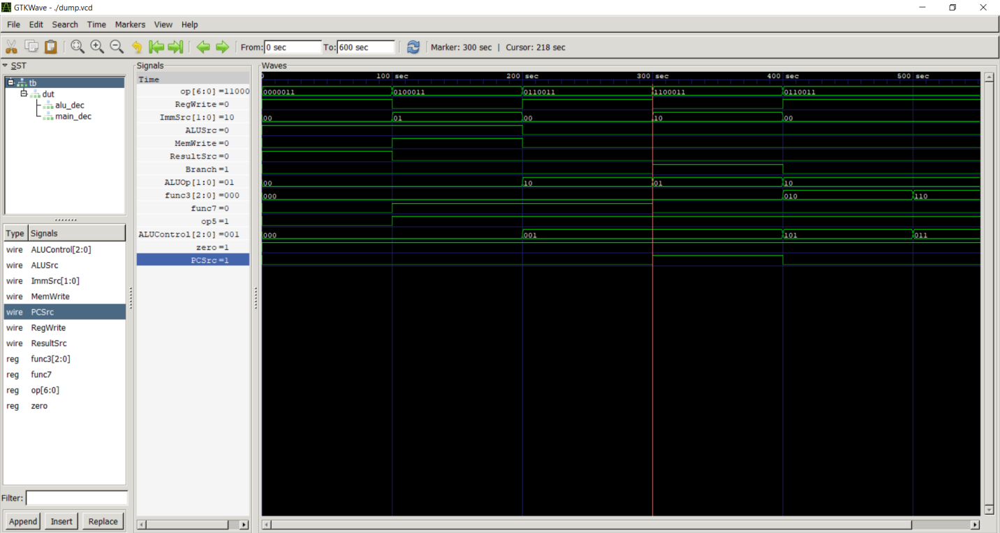 GTKWave - ./dump.vcd
File Edit Search Time Markers View Help
From: 0 sec To: 600 sec Marker: 300 sec | Cursor: 218 sec
SST
tb
dut
alu_dec
main_dec
Type Signals
wire ALUControl[2:0]
wire ALUSrc
wire ImmSrc[1:0]
wire MemWrite
wire PCSrc
wire RegWrite
wire ResultSrc
reg func3[2:0]
reg func7
reg op[6:0]
reg zero
Filter:
Append Insert Replace
Signals
Time
op[6:0] =11000
RegWrite =0
ImmSrc[1:0] =10
ALUSrc =0
MemWrite =0
ResultSrc =0
Branch =1
ALUOp[1:0] =01
func3[2:0] =000
func7 =0
op5 =1
ALUControl[2:0] =001
zero =1
PCSrc =1
Waves
0 100 sec 200 sec 300 sec 400 sec 500 sec
0000011 0100011 0110011 1100011 0110011
00 01 00 10 00
00 10 01 10
000 010 110
000 001 101 011